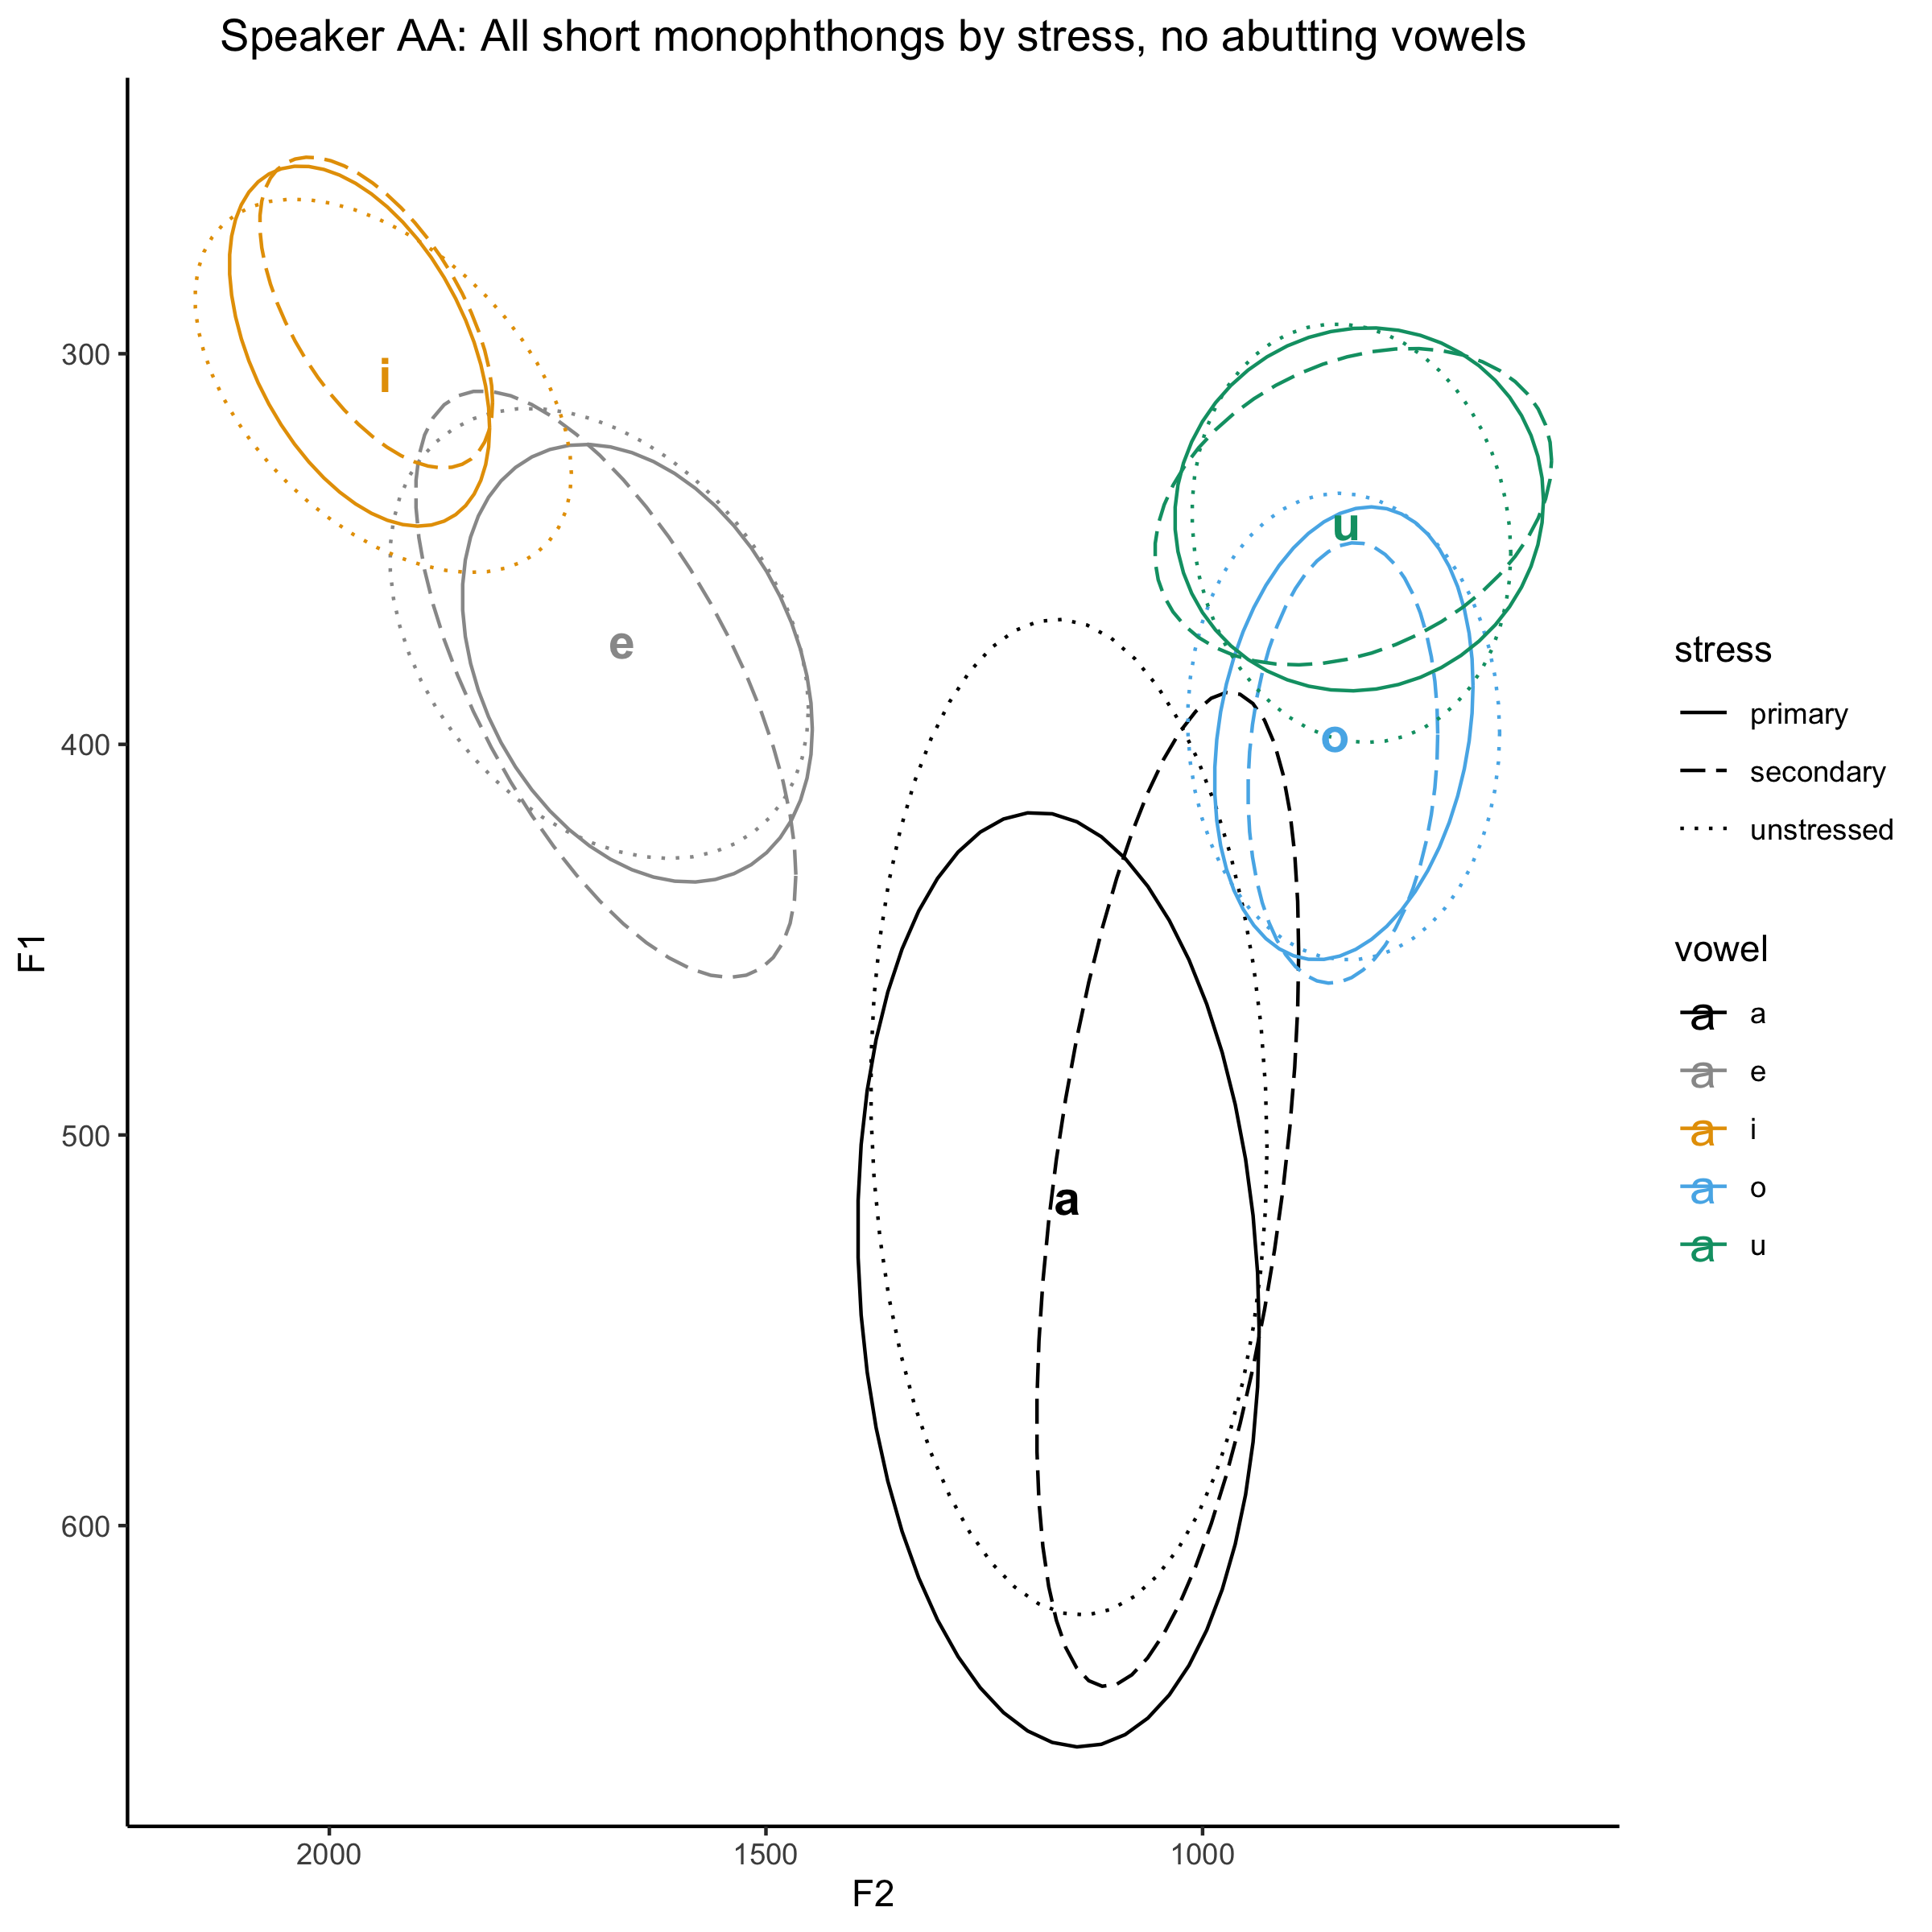 Speaker AA: All short monophthongs by stress, no abutting vowels
F1
300
400
500
600
i
e
u
o
a
2000
1500
1000
F2
stress
primary
secondary
unstressed
vowel
a a
a e
a i
a o
a u